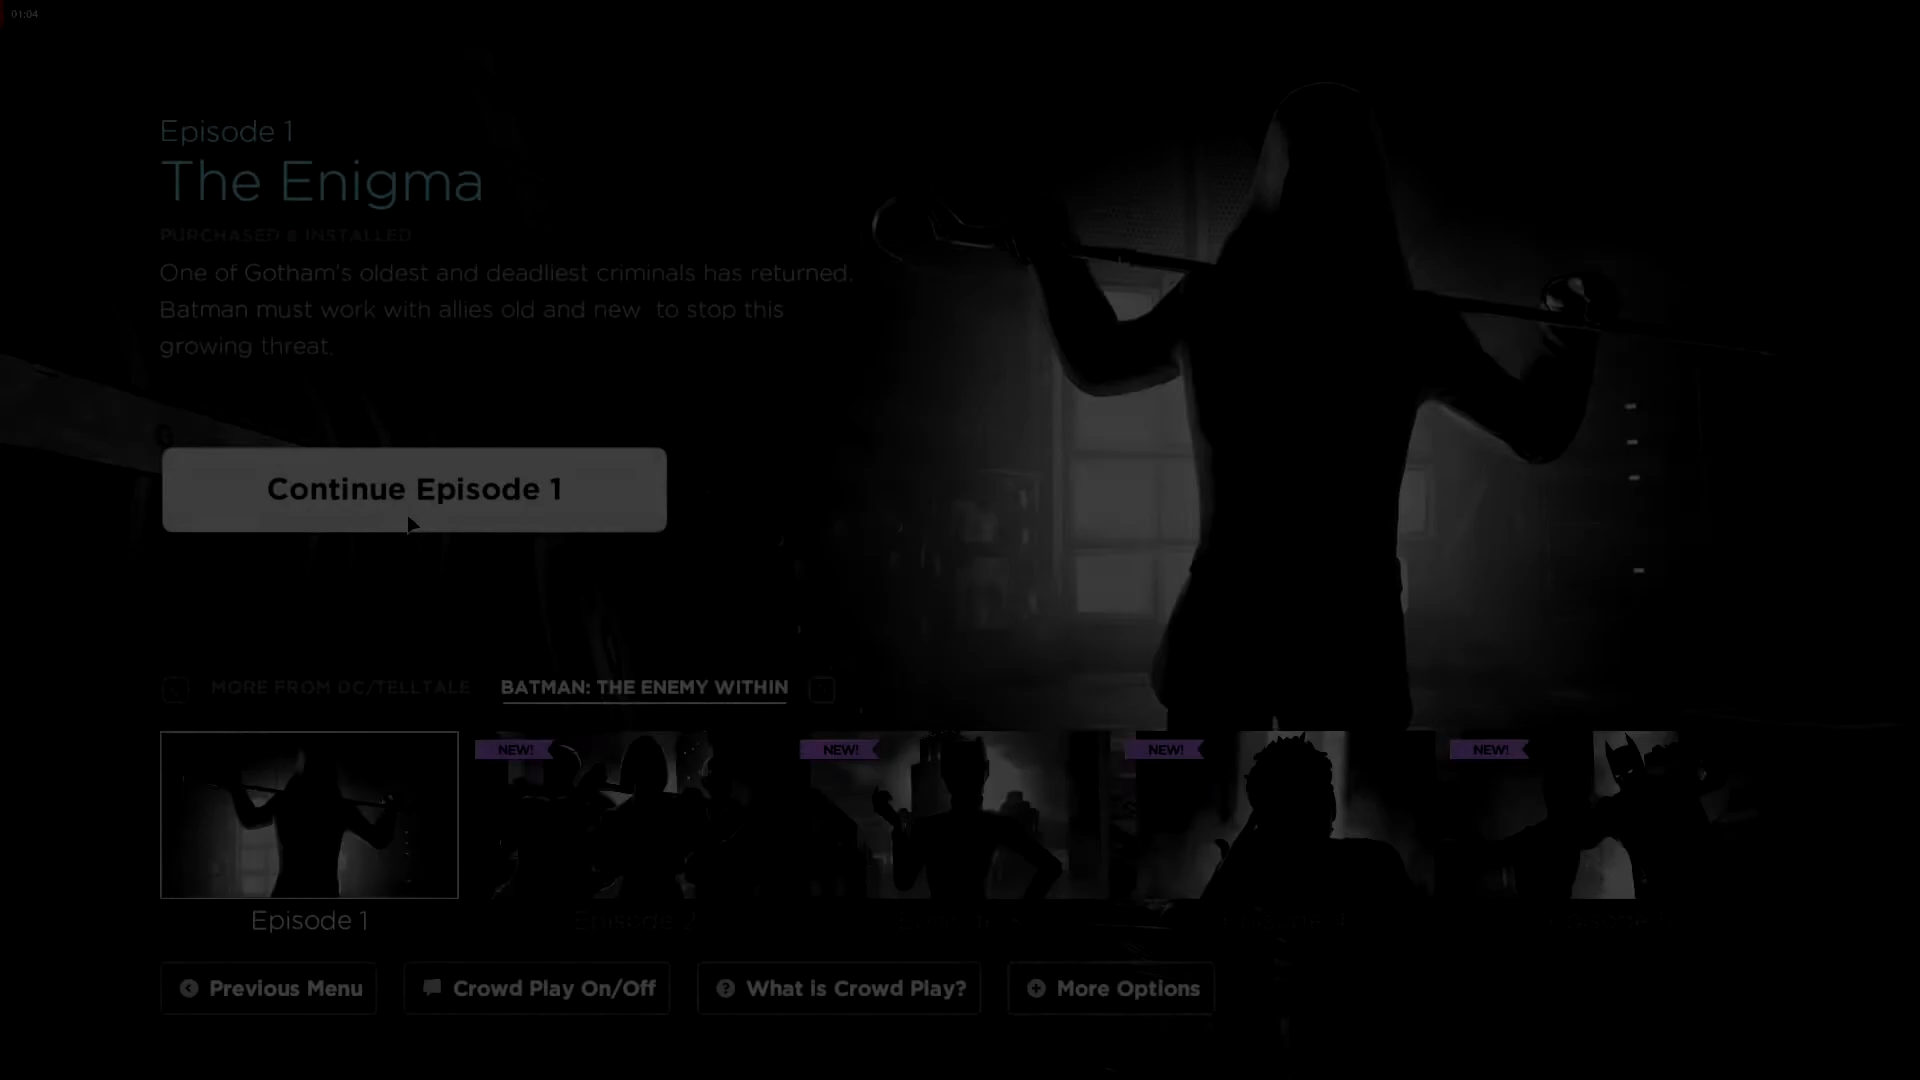 01:04
Episode 1
The Enigma
PURCHASED & INSTALLED
One of Gotham's oldest and deadliest criminals has returned.
Batman must work with allies old and new to stop this
growing threat.
Continue Episode 1
MORE FROM DC/TELLTALE
BATMAN: THE ENEMY WITHIN
NEW!
NEW!
NEW!
NEW!
Episode 1
Previous Menu
Crowd Play On/Off
What is Crowd Play?
More Options